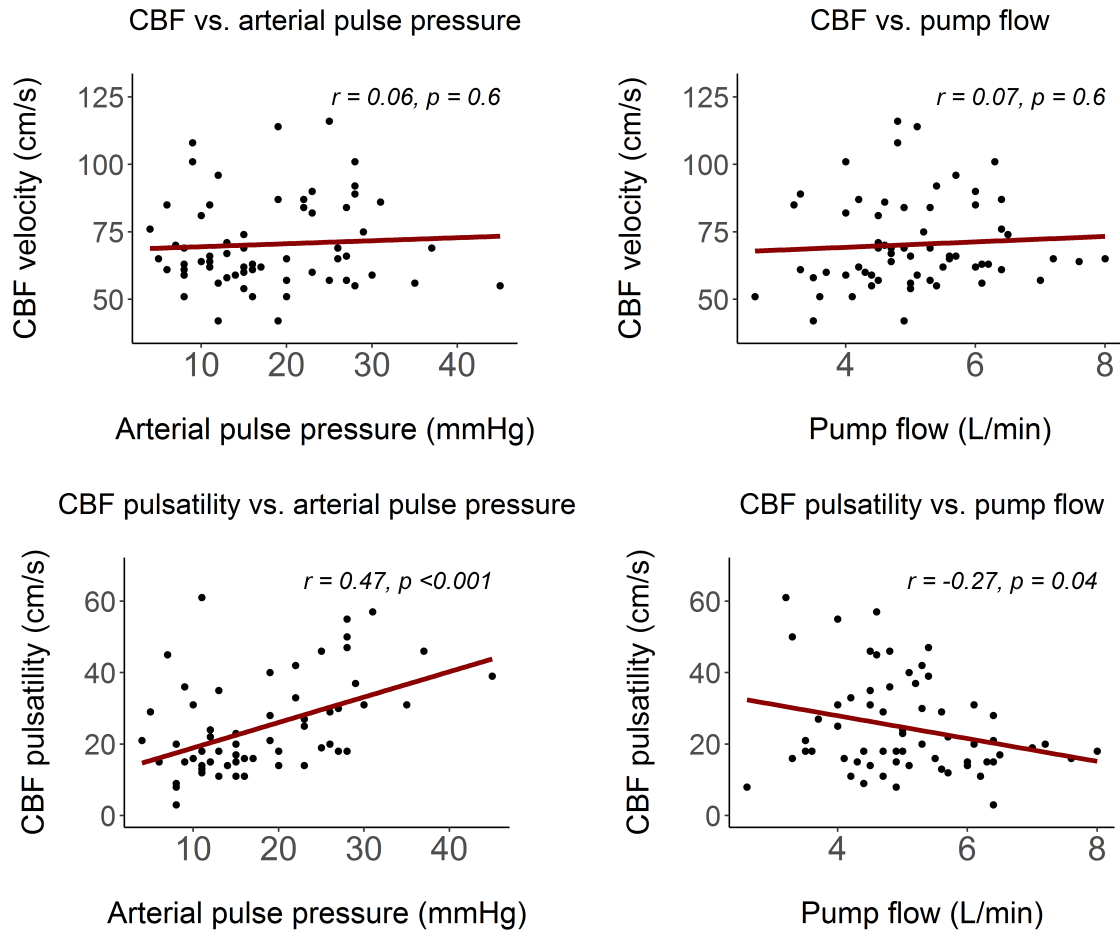 CBF vs. arterial pulse pressure
CBF velocity (cm/s)
125
100
75
50
r = 0.06, p = 0.6
10 20 30 40
Arterial pulse pressure (mmHg)
CBF vs. pump flow
CBF velocity (cm/s)
125
100
75
50
r = 0.07, p = 0.6
4 6 8
Pump flow (L/min)
CBF pulsatility vs. arterial pulse pressure
CBF pulsatility (cm/s)
60
40
20
0
r = 0.47, p <0.001
10 20 30 40
Arterial pulse pressure (mmHg)
CBF pulsatility vs. pump flow
CBF pulsatility (cm/s)
60
40
20
0
r = -0.27, p = 0.04
4 6 8
Pump flow (L/min)